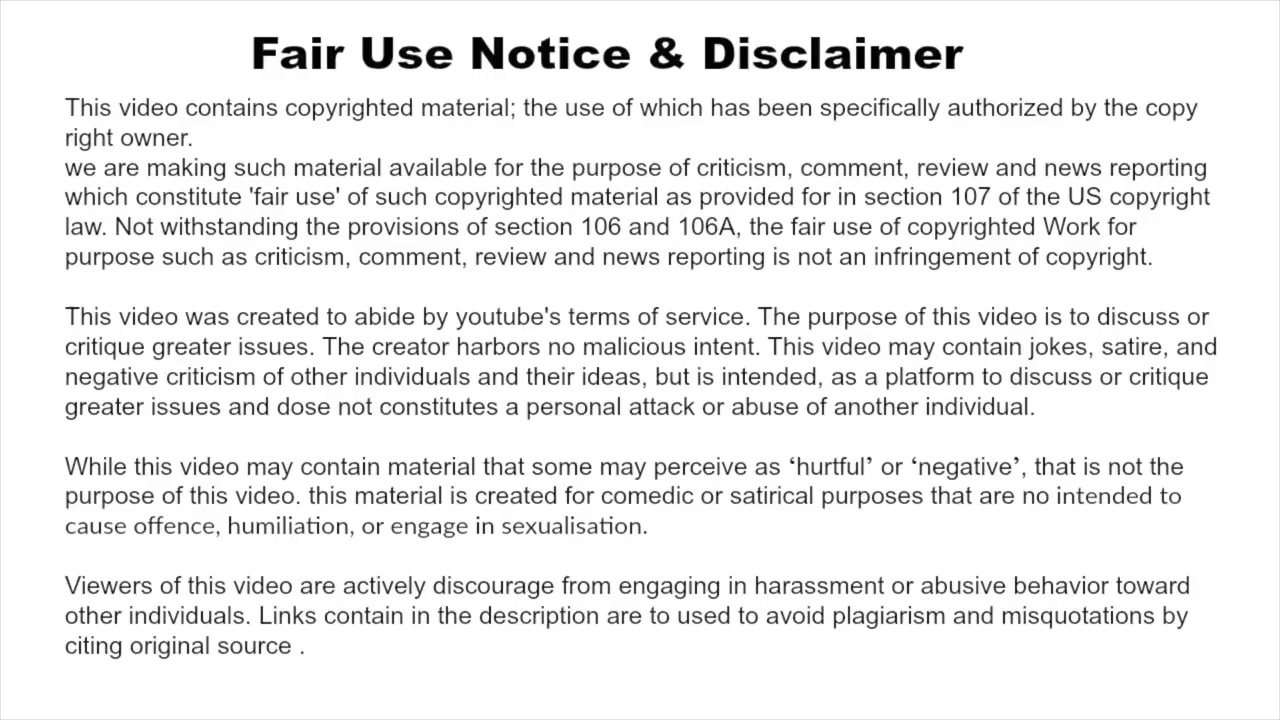 Fair Use Notice & Disclaimer
This video contains copyrighted material; the use of which has been specifically authorized by the copy
right owner.
we are making such material available for the purpose of criticism, comment, review and news reporting
which constitute 'fair use' of such copyrighted material as provided for in section 107 of the US copyright
law. Not withstanding the provisions of section 106 and 106A, the fair use of copyrighted Work for
purpose such as criticism, comment, review and news reporting is not an infringement of copyright.
This video was created to abide by youtube's terms of service. The purpose of this video is to discuss or
critique greater issues. The creator harbors no malicious intent. This video may contain jokes, satire, and
negative criticism of other individuals and their ideas, but is intended, as a platform to discuss or critique
greater issues and dose not constitutes a personal attack or abuse of another individual.
While this video may contain material that some may perceive as ‘hurtful’ or ‘negative’, that is not the
purpose of this video. this material is created for comedic or satirical purposes that are no intended to
cause offence, humiliation, or engage in sexualisation.
Viewers of this video are actively discourage from engaging in harassment or abusive behavior toward
other individuals. Links contain in the description are to used to avoid plagiarism and misquotations by
citing original source .